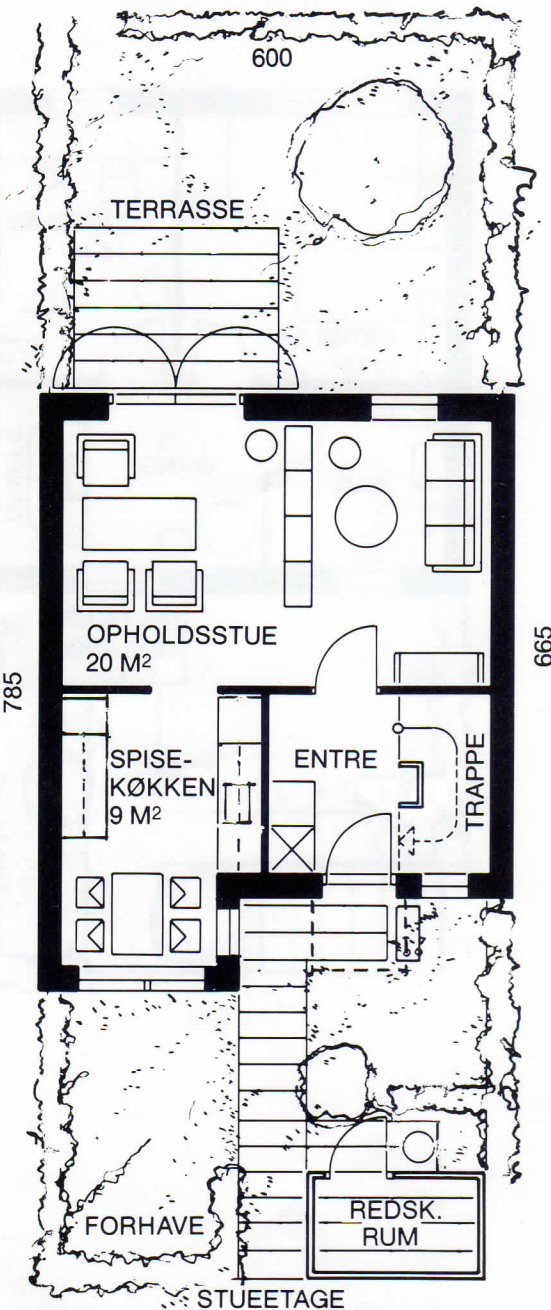 600
TERRASSE
OPHOLDSSTUE
20 M²
785
665
SPISE-
KØKKEN
9 M²
ENTRE
TRAPPE
FORHAVE
REDSK.
RUM
STUEETAGE